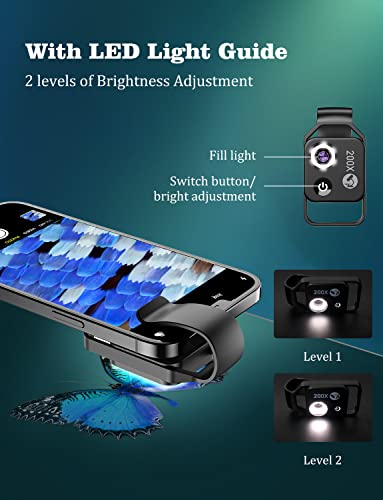 With LED Light Guide
2 levels of Brightness Adjustment
Fill light
Switch button/
bright adjustment
200X
200X
Level 1
200X
Level 2